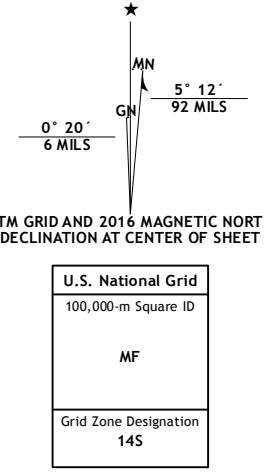 MN
GN
5° 12´
92 MILS
0° 20´
6 MILS
TM GRID AND 2016 MAGNETIC NORT
DECLINATION AT CENTER OF SHEET
U.S. National Grid
100,000-m Square ID
MF
Grid Zone Designation
14S